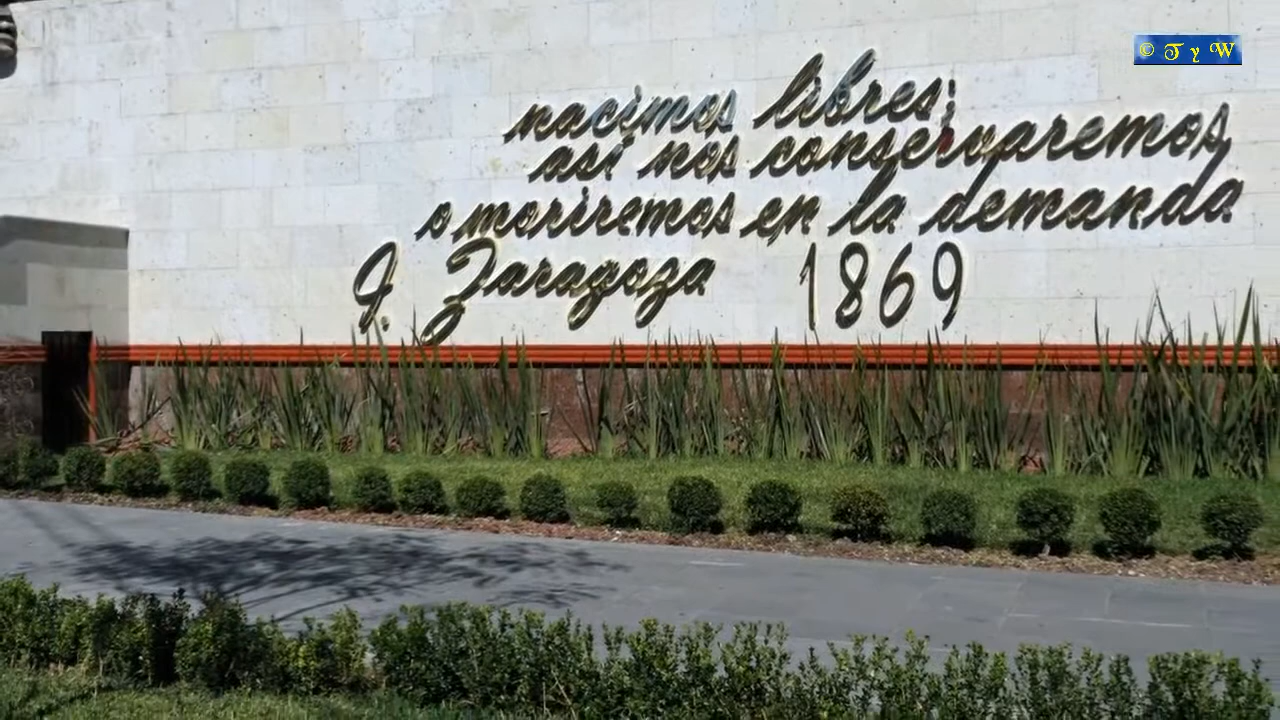 © T y W
nacimos libres;
así nos conservaremos,
o moriremos en la demanda
I. Zaragoza 1869